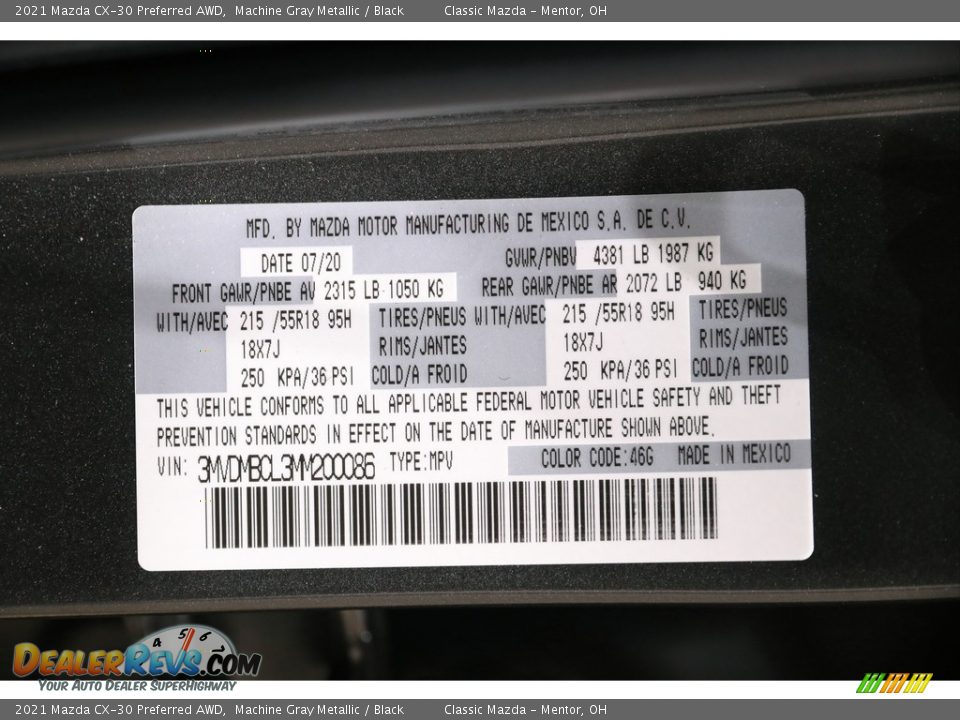 2021 Mazda CX-30 Preferred AWD, Machine Gray Metallic / Black Classic Mazda - Mentor, OH
MFD. BY MAZDA MOTOR MANUFACTURING DE MEXICO S.A. DE C.V.
DATE 07/20 GVWR/PNBV 4381 LB 1987 KG
FRONT GAWR/PNBE AV 2315 LB 1050 KG REAR GAWR/PNBE AR 2072 LB 940 KG
WITH/AVEC 215 /55R18 95H TIRES/PNEUS WITH/AVEC 215 /55R18 95H TIRES/PNEUS
18X7J RIMS/JANTES 18X7J RIMS/JANTES
250 KPA/36 PSI COLD/A FROID 250 KPA/36 PSI COLD/A FROID
THIS VEHICLE CONFORMS TO ALL APPLICABLE FEDERAL MOTOR VEHICLE SAFETY AND THEFT
PREVENTION STANDARDS IN EFFECT ON THE DATE OF MANUFACTURE SHOWN ABOVE.
VIN: 3MVDMBCL3MM200086 TYPE:MPV COLOR CODE:46G MADE IN MEXICO
4 5 6
DEALERREVS.COM
YOUR AUTO DEALER SUPERHIGHWAY
2021 Mazda CX-30 Preferred AWD, Machine Gray Metallic / Black Classic Mazda - Mentor, OH